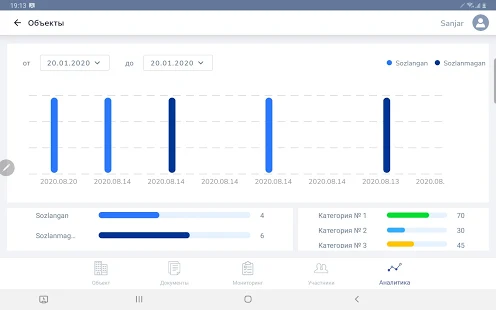 19:13
Объекты
Sanjar
от 20.01.2020 до 20.01.2020 Sozlangan Sozlanmagan
2020.08.20 2020.08.14 2020.08.14 2020.08.14 2020.08.14 2020.08.14 2020.08.13 2020.08.
Sozlangan 4
Sozlanmag... 6
Категория № 1 70
Категория № 2 30
Категория № 3 45
Объект Документы Мониторинг Участники Аналитика